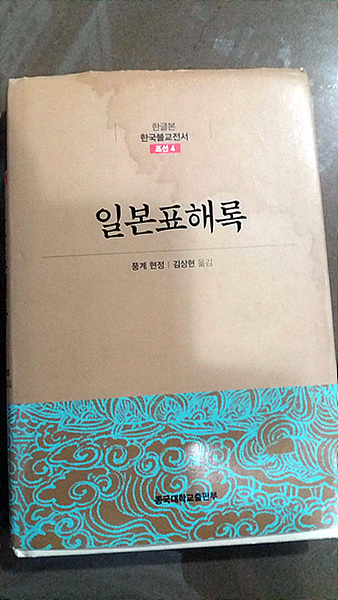 한글본
한국불교전서
조선 4
일본표해록
풍계 현정 | 김상현 옮김
동국대학교출판부